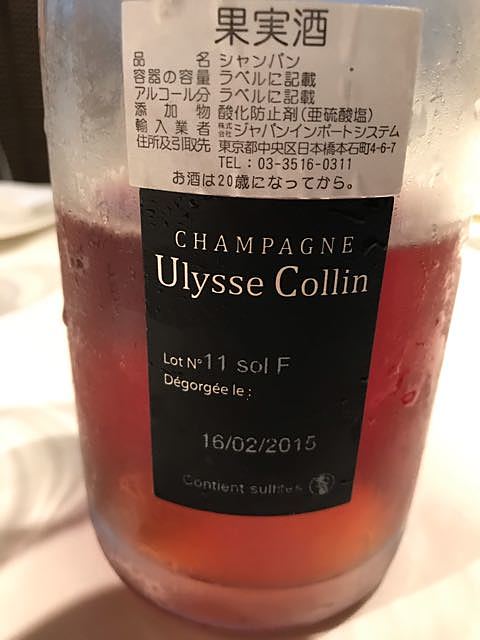 果実酒
品名 シャンパン
容器の容量 ラベルに記載
アルコール分 ラベルに記載
添加物 酸化防止剤(亜硫酸塩)
輸入業者 株式会社ジャパンインポートシステム
住所及引取先 東京都中央区日本橋本石町4-6-7
TEL：03-3516-0311
お酒は20歳になってから。
CHAMPAGNE
Ulysse Collin
Lot N° 11 sol F
Dégorgée le :
16/02/2015
Contient sulfites